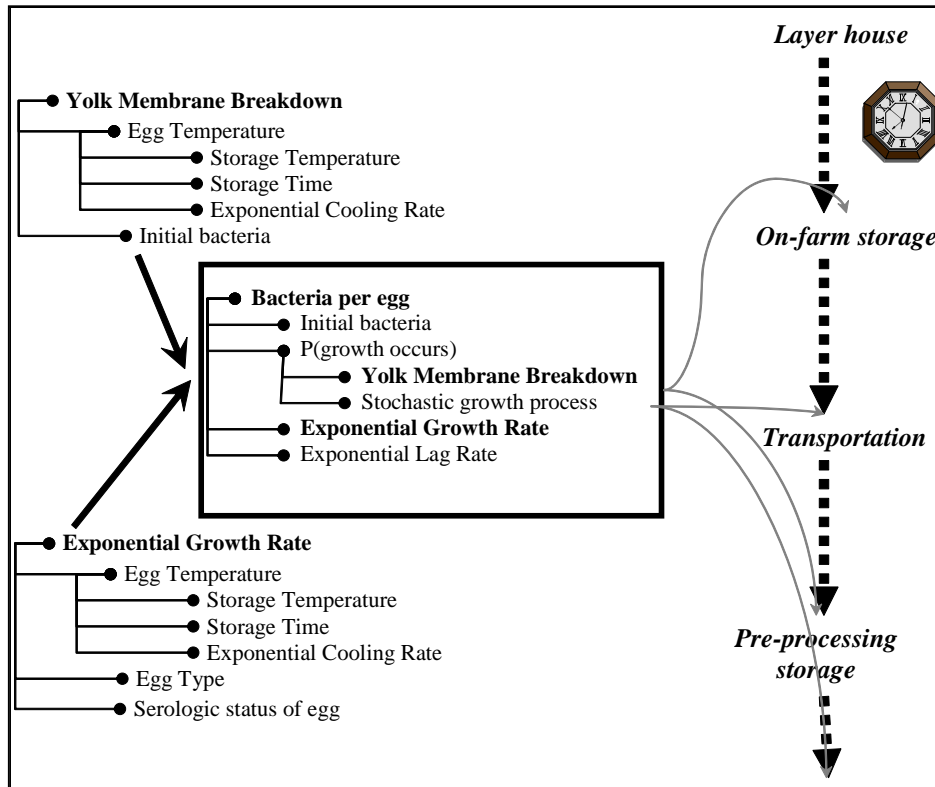 Layer house
Yolk Membrane Breakdown
Egg Temperature
Storage Temperature
Storage Time
Exponential Cooling Rate
Initial bacteria
On-farm storage
Bacteria per egg
Initial bacteria
P(growth occurs)
Yolk Membrane Breakdown
Stochastic growth process
Exponential Growth Rate
Exponential Lag Rate
Transportation
Exponential Growth Rate
Egg Temperature
Storage Temperature
Storage Time
Exponential Cooling Rate
Egg Type
Serologic status of egg
Pre-processing
storage